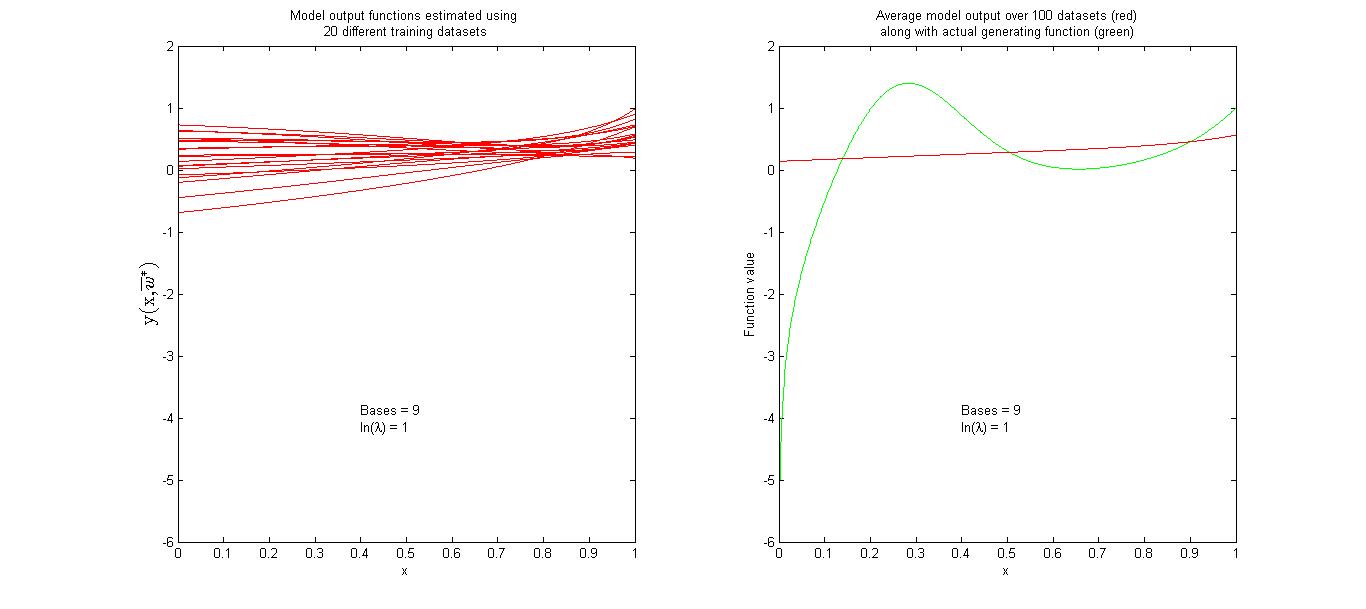 Model output functions estimated using
20 different training datasets
2
1
0
-1
-2
-3
-4
-5
-6
y(x,w̅*)
Bases = 9
ln(λ) = 1
0 0.1 0.2 0.3 0.4 0.5 0.6 0.7 0.8 0.9 1
x
Average model output over 100 datasets (red)
along with actual generating function (green)
2
1
0
-1
-2
-3
-4
-5
-6
Function value
Bases = 9
ln(λ) = 1
0 0.1 0.2 0.3 0.4 0.5 0.6 0.7 0.8 0.9 1
x